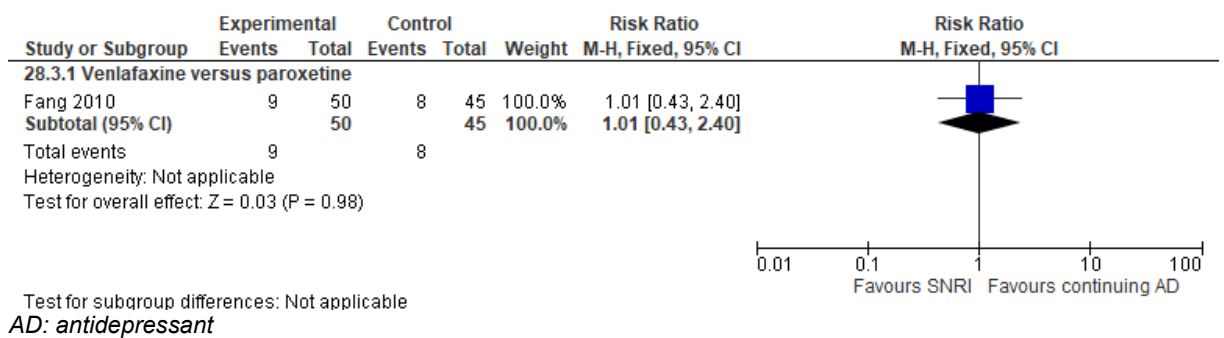 Experimental Control Risk Ratio Risk Ratio
Study or Subgroup Events Total Events Total Weight M-H, Fixed, 95% CI M-H, Fixed, 95% CI
28.3.1 Venlafaxine versus paroxetine
Fang 2010 9 50 8 45 100.0% 1.01 [0.43, 2.40]
Subtotal (95% CI) 50 45 100.0% 1.01 [0.43, 2.40]
Total events 9 8
Heterogeneity: Not applicable
Test for overall effect: Z = 0.03 (P = 0.98)
0.01 0.1 1 10 100
Favours SNRI Favours continuing AD
Test for subgroup differences: Not applicable
AD: antidepressant